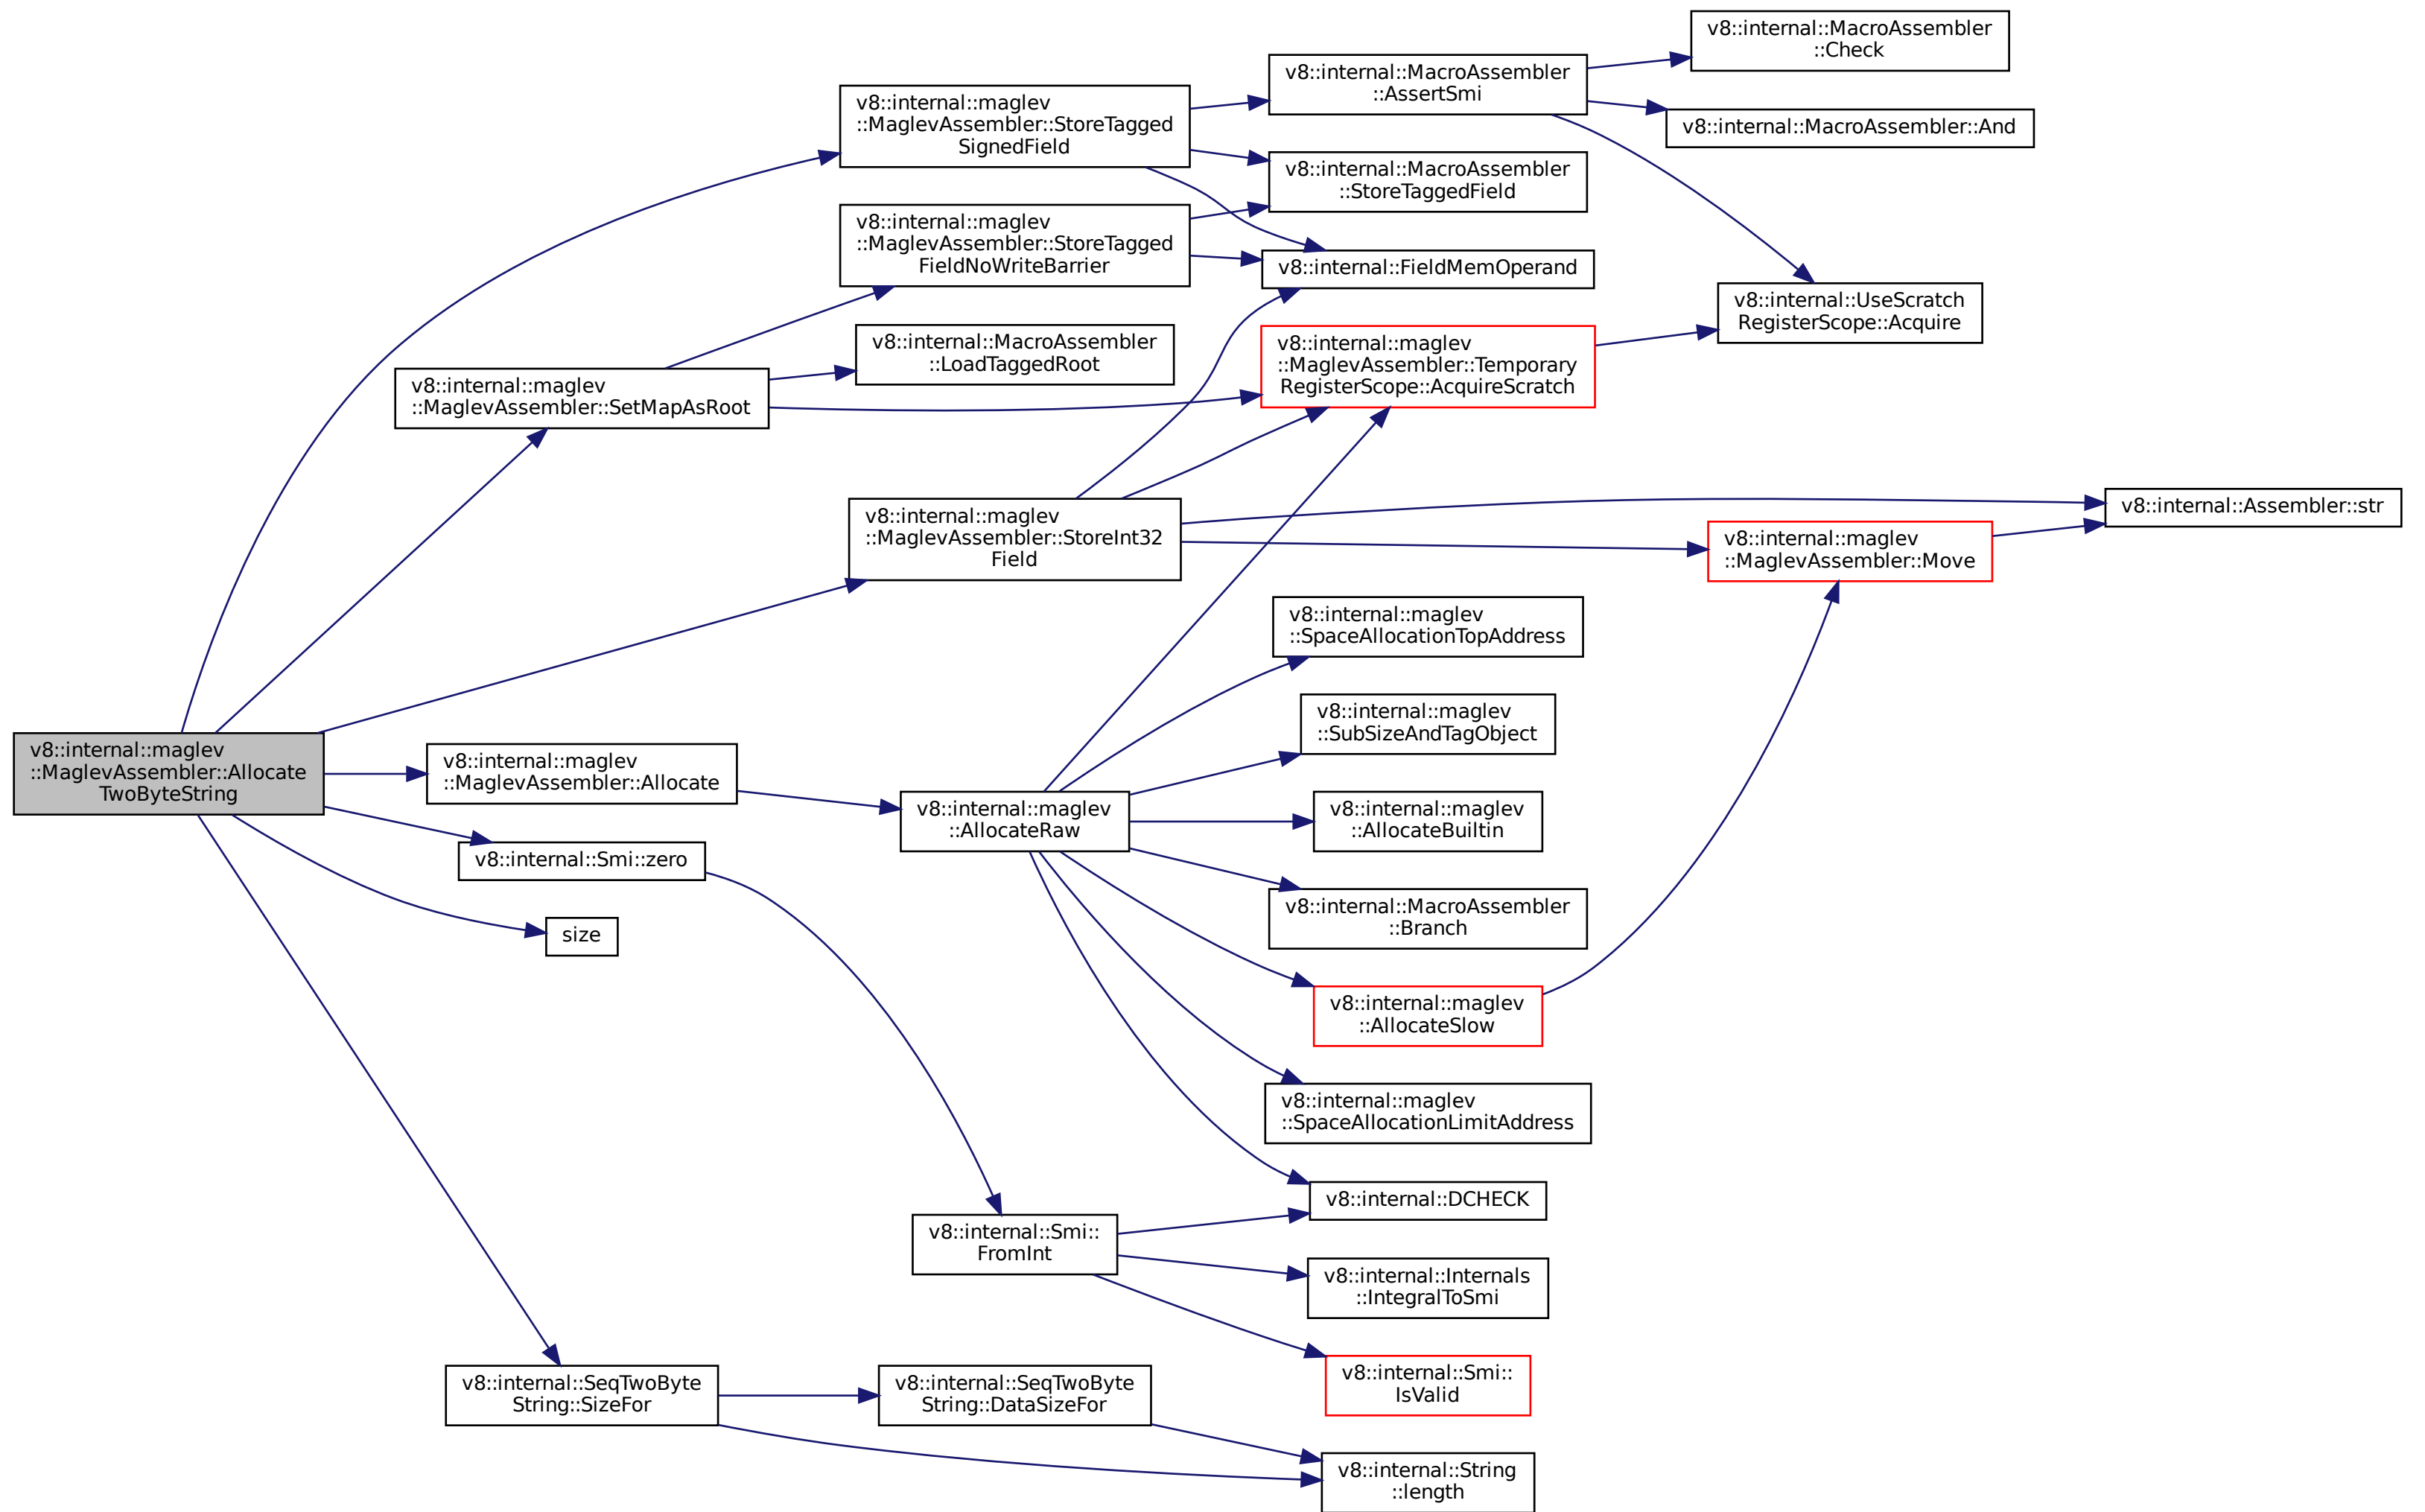 v8::internal::MacroAssembler
::Check
v8::internal::MacroAssembler
::AssertSmi
v8::internal::maglev
::MaglevAssembler::StoreTagged
SignedField
v8::internal::MacroAssembler::And
v8::internal::MacroAssembler
::StoreTaggedField
v8::internal::maglev
::MaglevAssembler::StoreTagged
FieldNoWriteBarrier
v8::internal::FieldMemOperand
v8::internal::UseScratch
RegisterScope::Acquire
v8::internal::MacroAssembler
::LoadTaggedRoot
v8::internal::maglev
::MaglevAssembler::Temporary
RegisterScope::AcquireScratch
v8::internal::maglev
::MaglevAssembler::SetMapAsRoot
v8::internal::Assembler::str
v8::internal::maglev
::MaglevAssembler::StoreInt32
Field
v8::internal::maglev
::MaglevAssembler::Move
v8::internal::maglev
::SpaceAllocationTopAddress
v8::internal::maglev
::SubSizeAndTagObject
v8::internal::maglev
::MaglevAssembler::Allocate
TwoByteString
v8::internal::maglev
::MaglevAssembler::Allocate
v8::internal::maglev
::AllocateRaw
v8::internal::maglev
::AllocateBuiltin
v8::internal::Smi::zero
v8::internal::MacroAssembler
::Branch
size
v8::internal::maglev
::AllocateSlow
v8::internal::maglev
::SpaceAllocationLimitAddress
v8::internal::DCHECK
v8::internal::Smi::
FromInt
v8::internal::Internals
::IntegralToSmi
v8::internal::Smi::
IsValid
v8::internal::SeqTwoByte
String::SizeFor
v8::internal::SeqTwoByte
String::DataSizeFor
v8::internal::String
::length